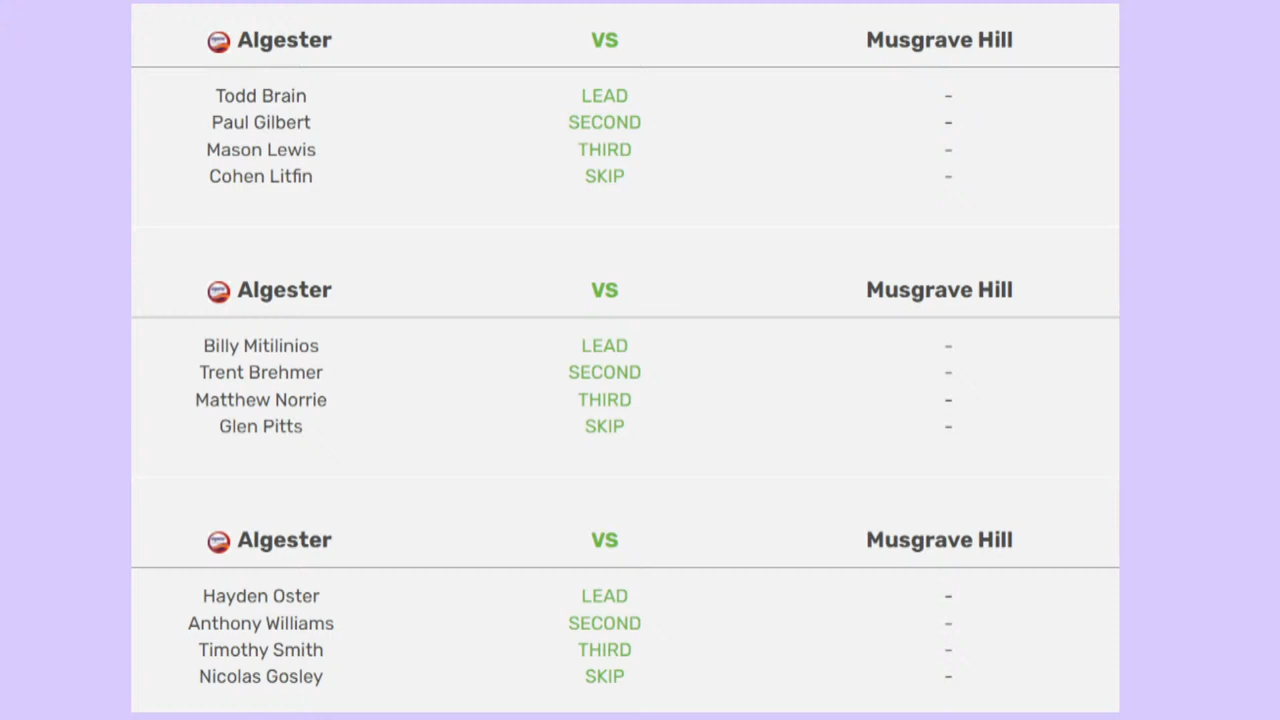 Algester VS Musgrave Hill
Todd Brain LEAD -
Paul Gilbert SECOND -
Mason Lewis THIRD -
Cohen Litfin SKIP -
Algester VS Musgrave Hill
Billy Mitilinios LEAD -
Trent Brehmer SECOND -
Matthew Norrie THIRD -
Glen Pitts SKIP -
Algester VS Musgrave Hill
Hayden Oster LEAD -
Anthony Williams SECOND -
Timothy Smith THIRD -
Nicolas Gosley SKIP -